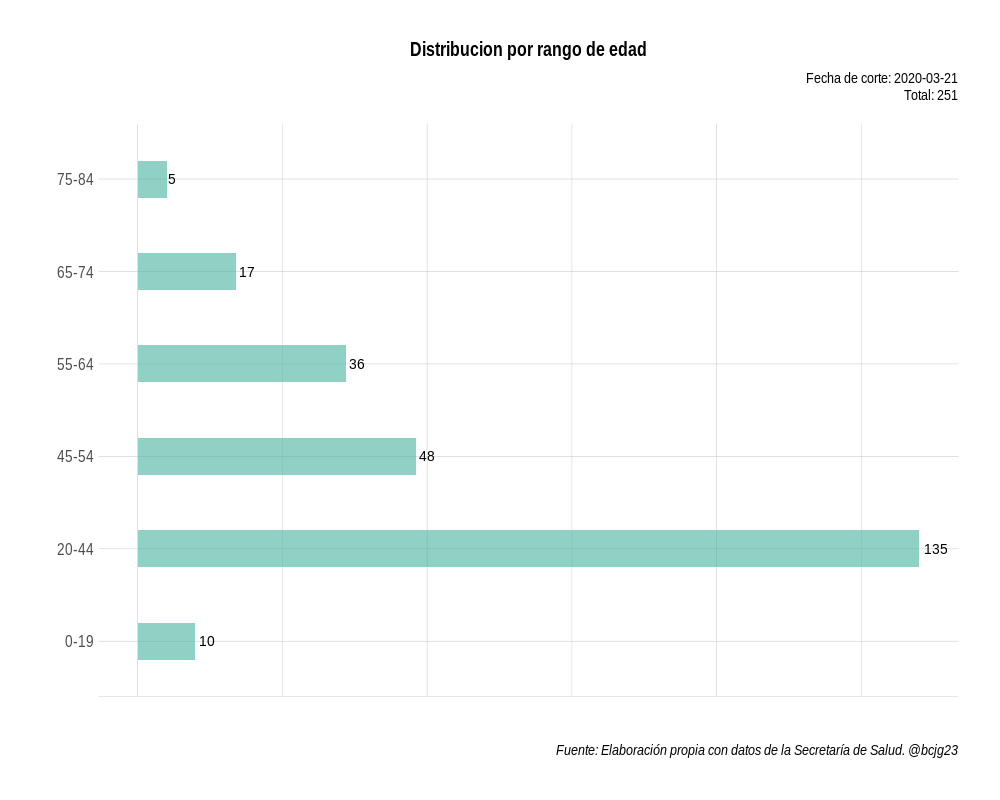 Distribucion por rango de edad
Fecha de corte: 2020-03-21
Total: 251
75-84 5
65-74 17
55-64 36
45-54 48
20-44 135
0-19 10
Fuente: Elaboración propia con datos de la Secretaría de Salud. @bcjg23